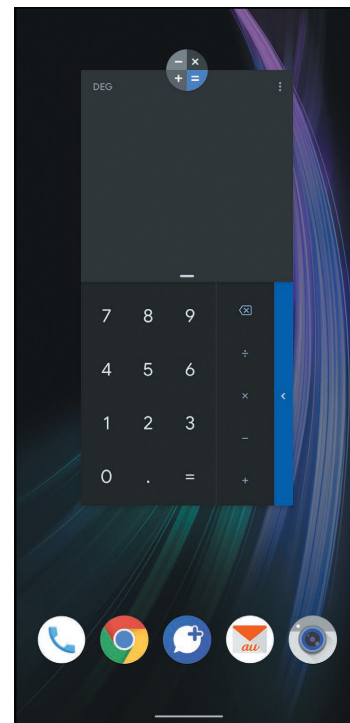 − ×
+ =
DEG
7 8 9
÷
4 5 6
×
1 2 3
−
0 . =
+
au